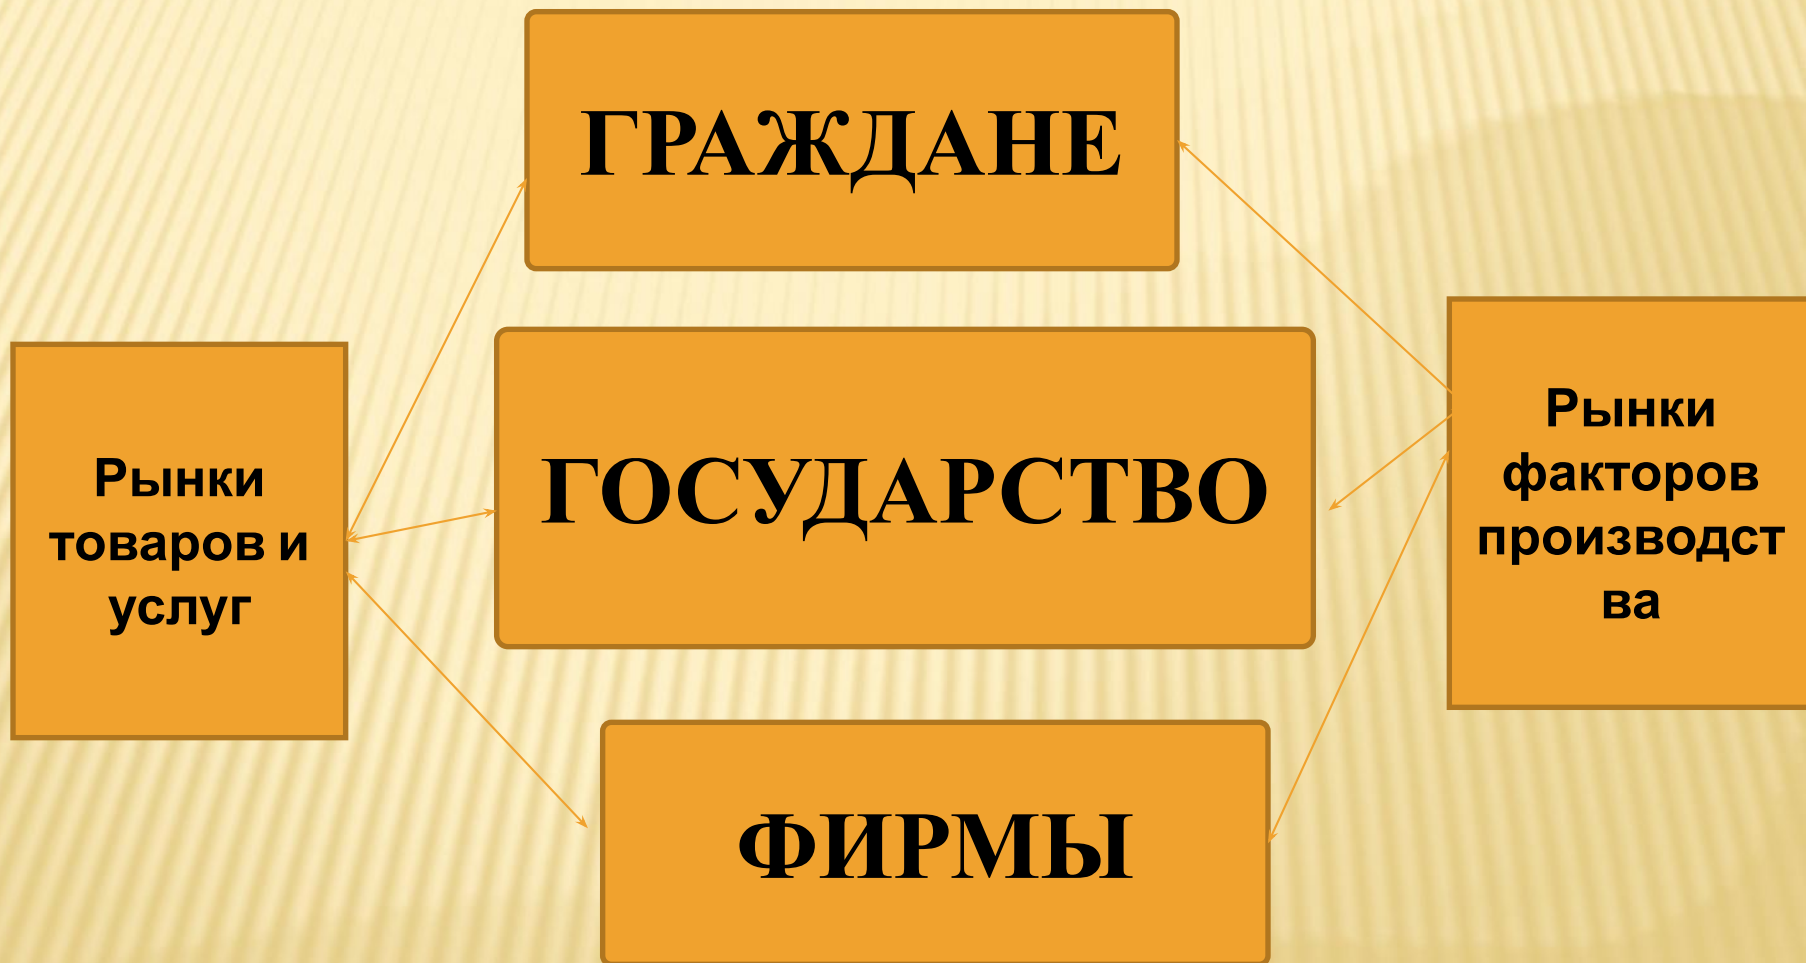 ГРАЖДАНЕ
ГОСУДАРСТВО
ФИРМЫ
Рынки
товаров и
услуг
Рынки
факторов
производст
ва